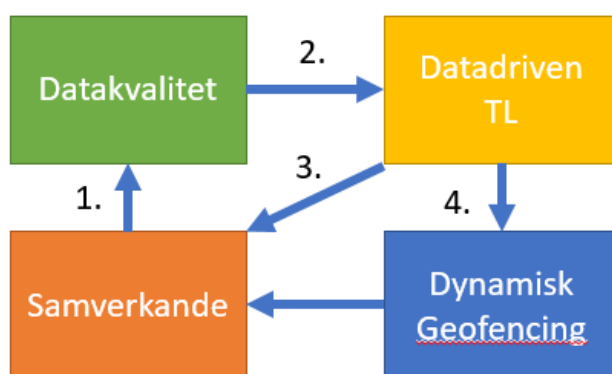 Datakvalitet
2.
Datadriven
TL
1.
3.
4.
Samverkande
Dynamisk
Geofencing